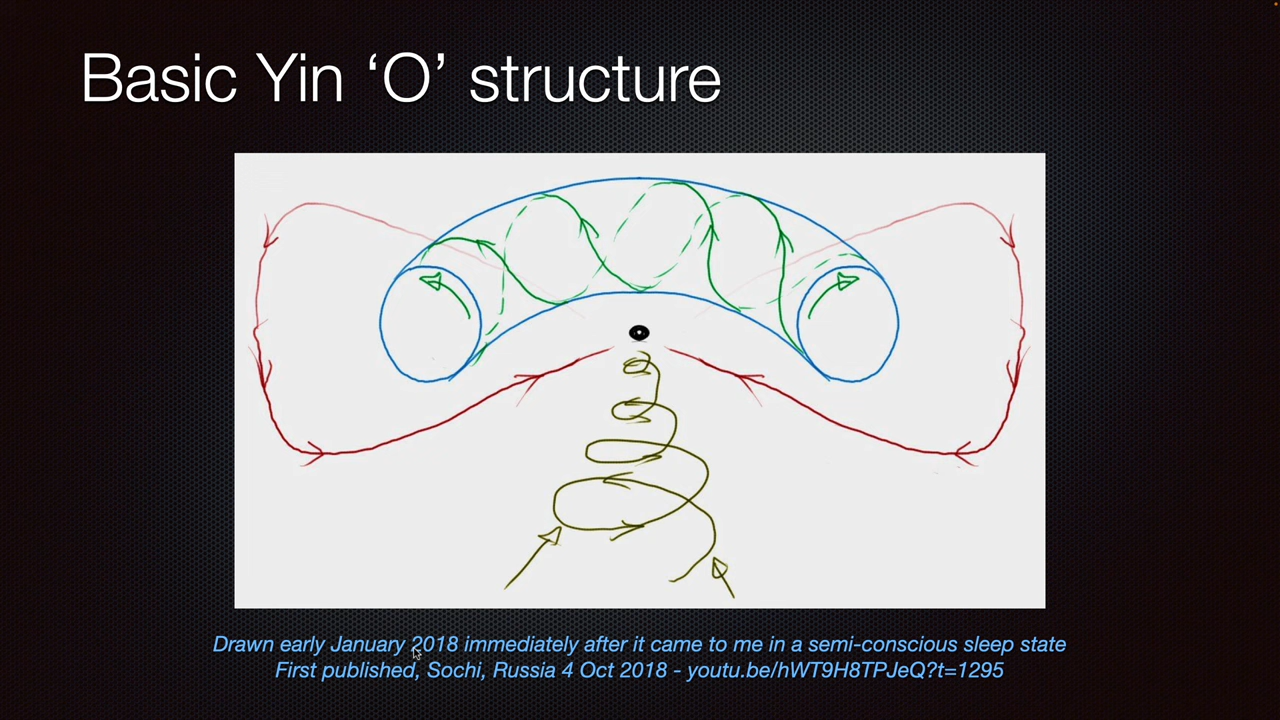 Basic Yin ‘O’ structure
Drawn early January 2018 immediately after it came to me in a semi-conscious sleep state
First published, Sochi, Russia 4 Oct 2018 - youtu.be/hWT9H8TPJeQ?t=1295